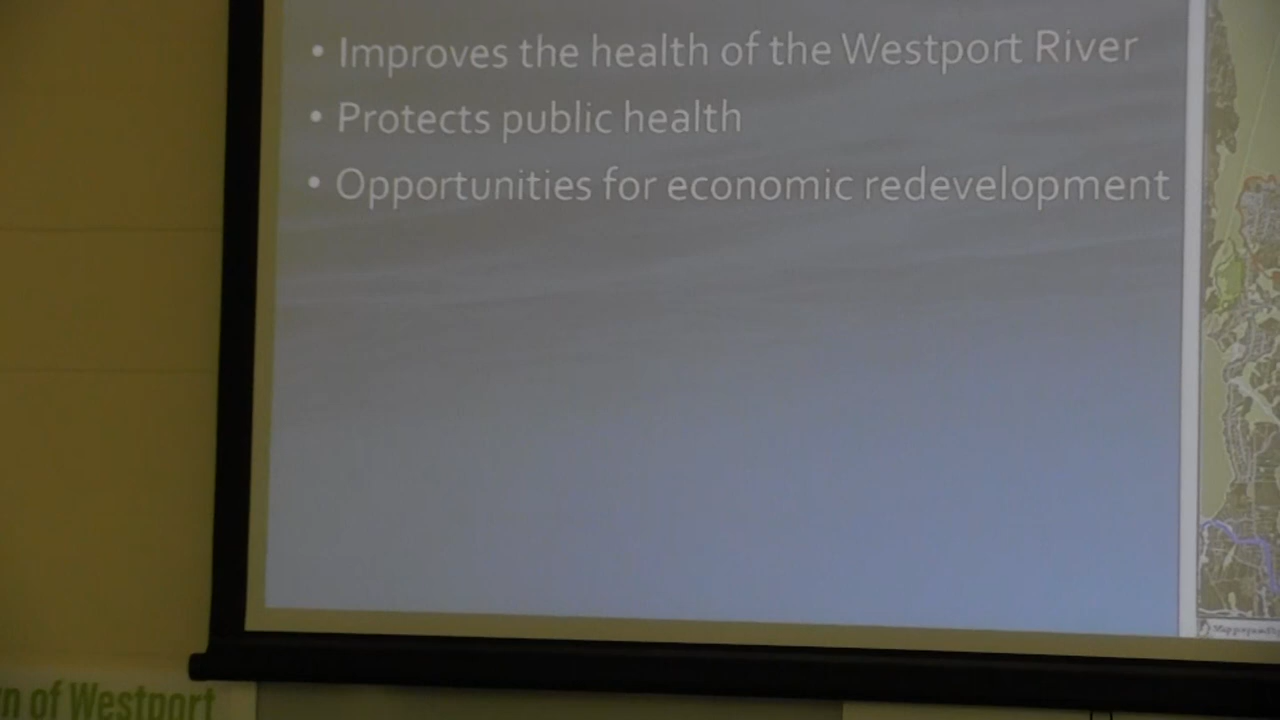 • Improves the health of the Westport River
• Protects public health
• Opportunities for economic redevelopment
of Westport